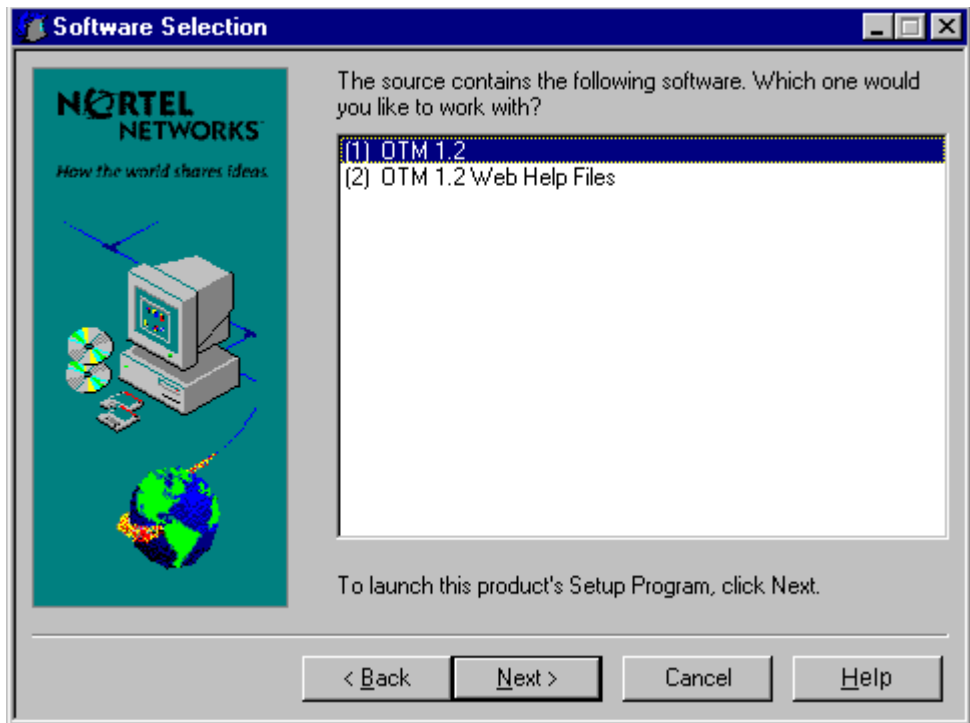 Software Selection
NORTEL
NETWORKS
How the world shares ideas.
The source contains the following software. Which one would
you like to work with?
(1) OTM 1.2
(2) OTM 1.2 Web Help Files
To launch this product's Setup Program, click Next.
< Back
Next >
Cancel
Help